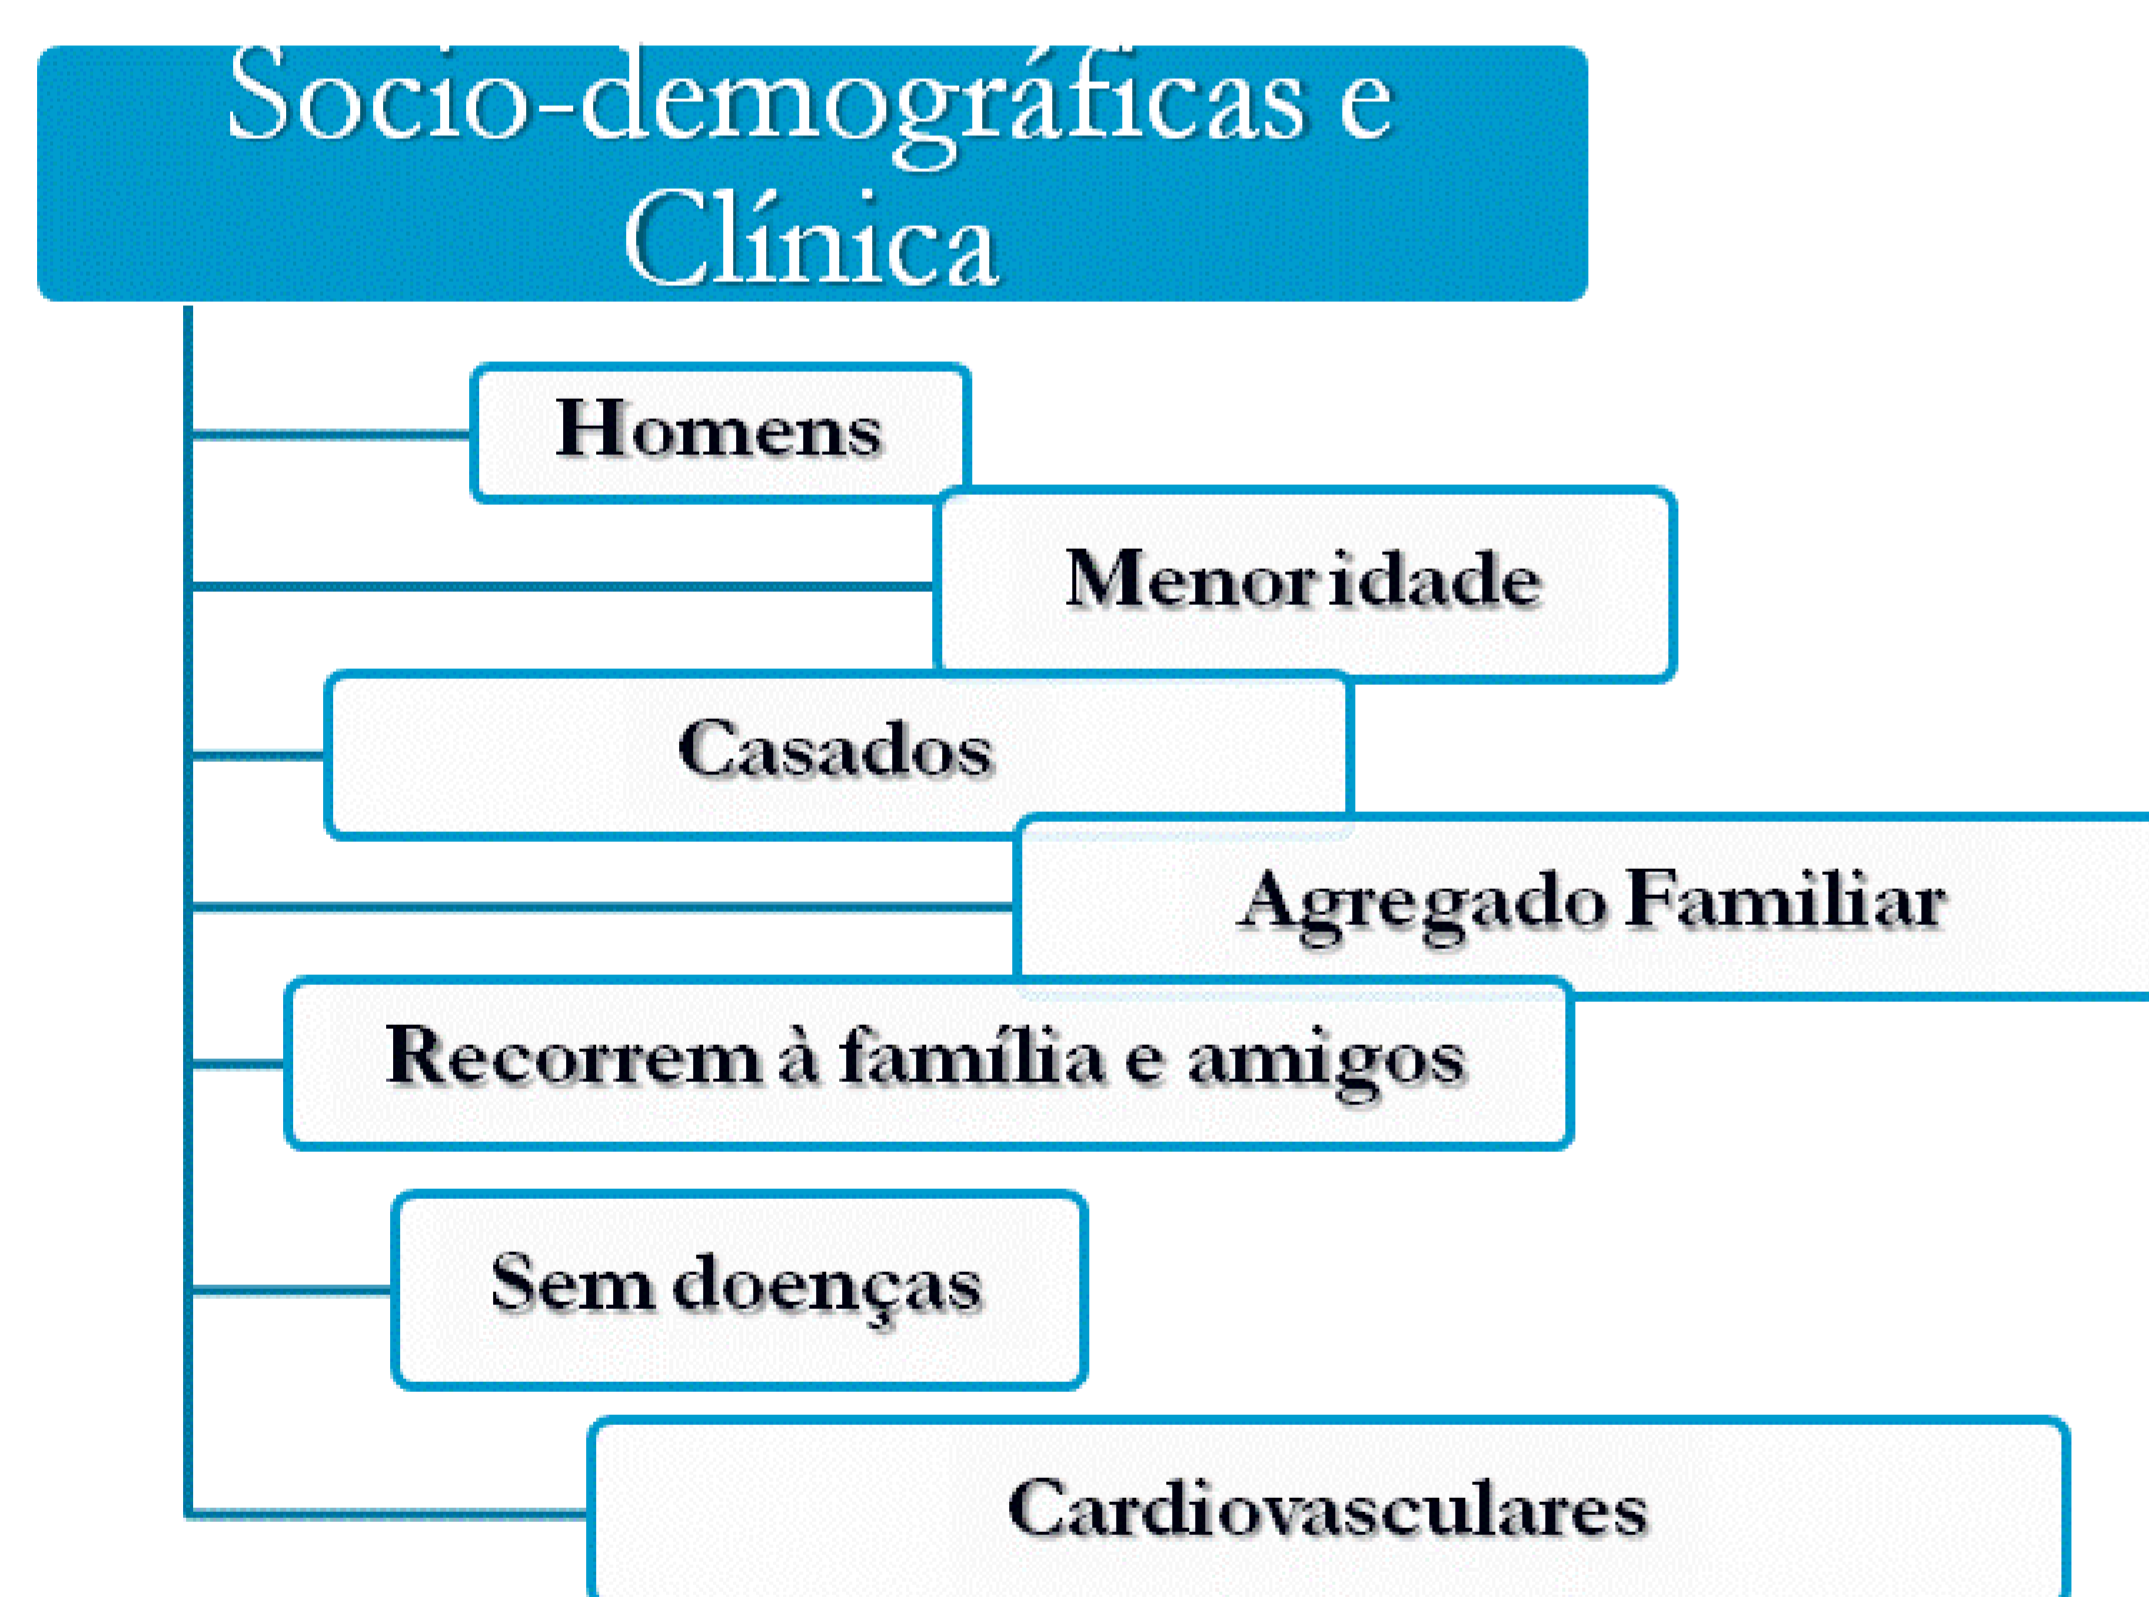 Socio-demográficas e
Clínica
Homens
Menor idade
Casados
Agregado Familiar
Recorrem à família e amigos
Sem doenças
Cardiovasculares